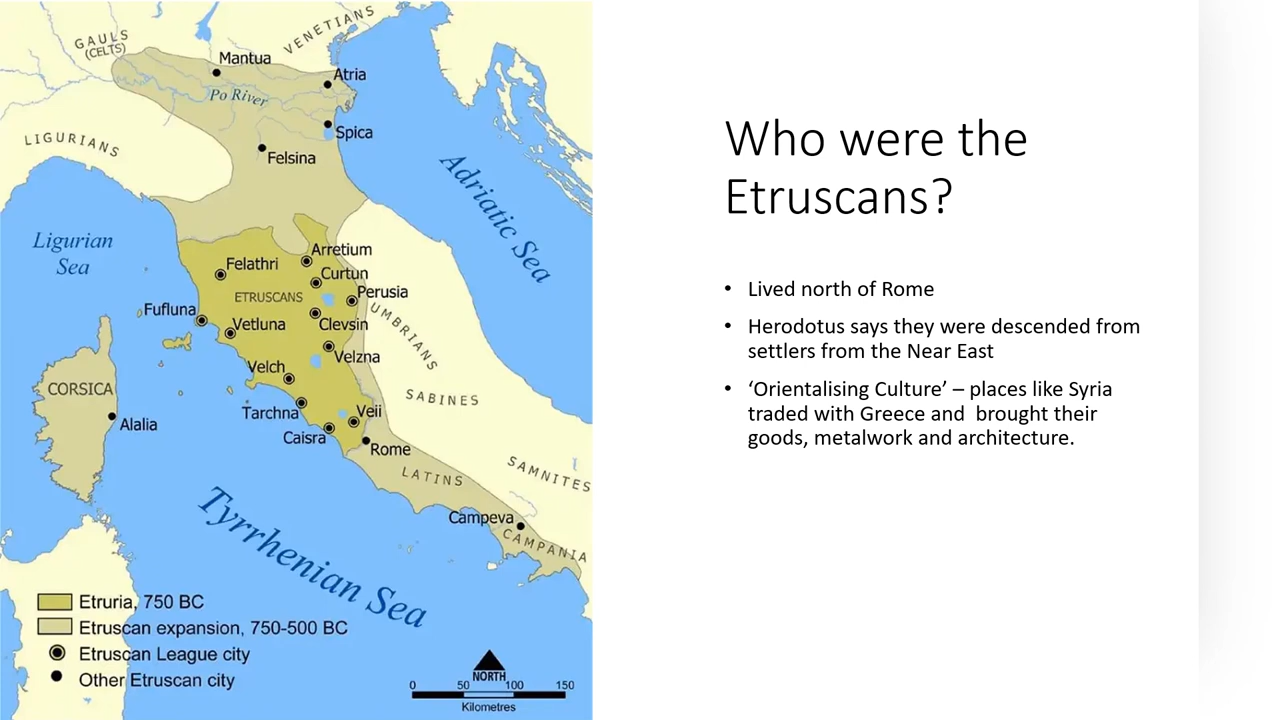 GAULS
(CELTS)
VENETIANS
Mantua
Atria
Po River
Spica
LIGURIANS
Felsina
Adriatic Sea
Ligurian
Sea
Arretium
Felathri
Curtun
ETRUSCANS
Perusia
Fufluna
Vetluna
Clevsin
UMBRIANS
Velzna
Velch
CORSICA
SABINES
Tarchna
Veii
Alalia
Caisra
Rome
LATINS
SAMNITES
Tyrrhenian Sea
Campeva
CAMPANIA
Etruria, 750 BC
Etruscan expansion, 750-500 BC
Etruscan League city
Other Etruscan city
NORTH
0 50 100 150
Kilometres
Who were the
Etruscans?
• Lived north of Rome
• Herodotus says they were descended from
settlers from the Near East
• ‘Orientalising Culture’ – places like Syria
traded with Greece and  brought their
goods, metalwork and architecture.